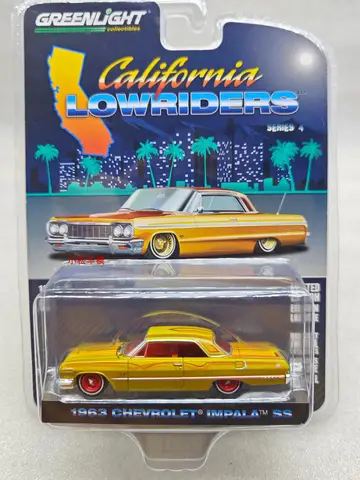 GREENLIGHT
collectibles
California
LOWRIDERS
SERIES 4
1963 CHEVROLET® IMPALA™ SS